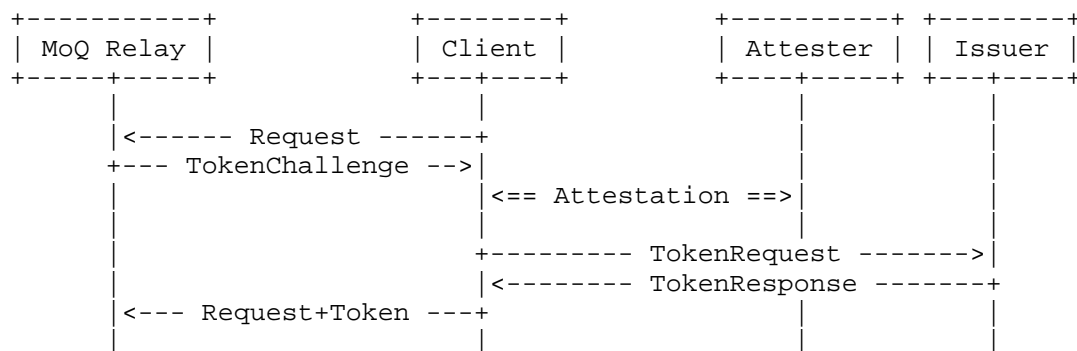 MoQ Relay Client Attester Issuer
Request
TokenChallenge
Attestation
TokenRequest
TokenResponse
Request+Token